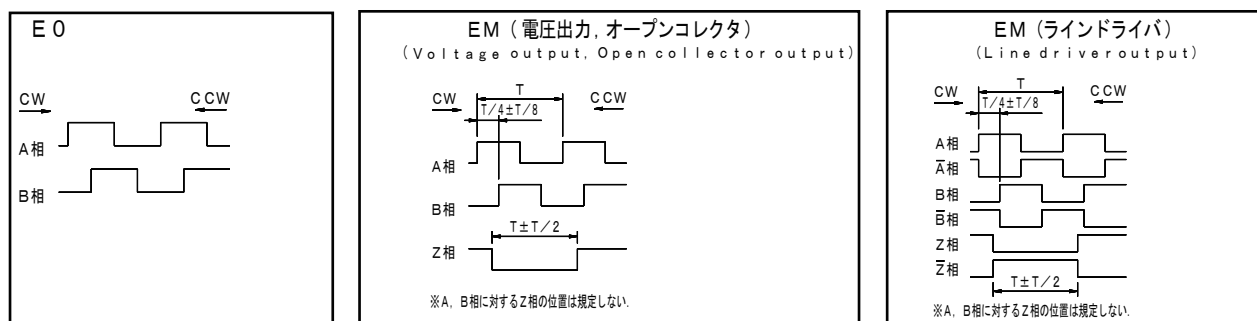 E0
CW
CCW
A相
B相
EM(電圧出力,オープンコレクタ)
(Voltage output, Open collector output)
T
CW
CCW
T/4±T/8
A相
B相
T±T/2
Z相
※A, B相に対するZ相の位置は規定しない.
EM(ラインドライバ)
(Line driver output)
T
CW
CCW
T/4±T/8
A相
A̅相
B相
B̅相
Z相
Z̅相
T±T/2
※A, B相に対するZ相の位置は規定しない.